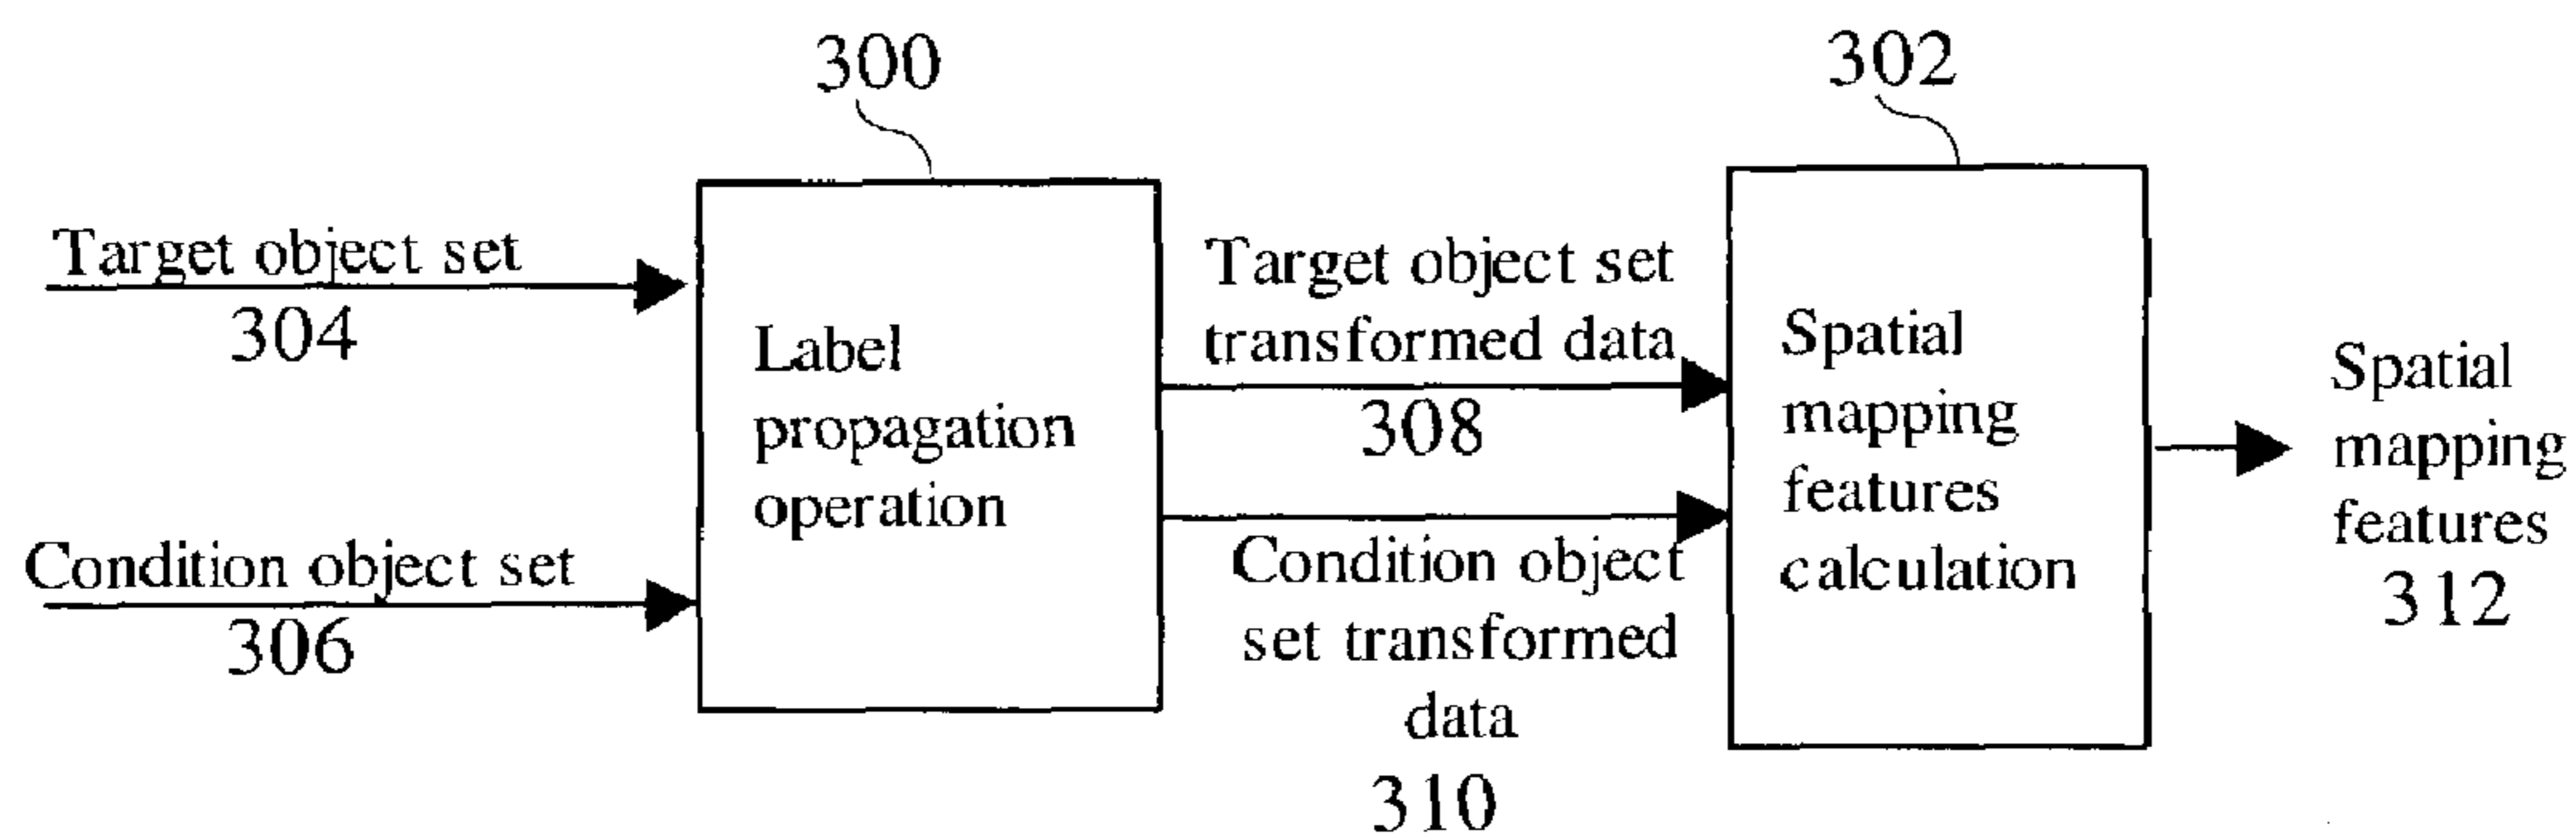 300
302
Target object set
304
Condition object set
306
Label
propagation
operation
Target object set
transformed data
308
Condition object
set transformed
data
310
Spatial
mapping
features
calculation
Spatial
mapping
features
312